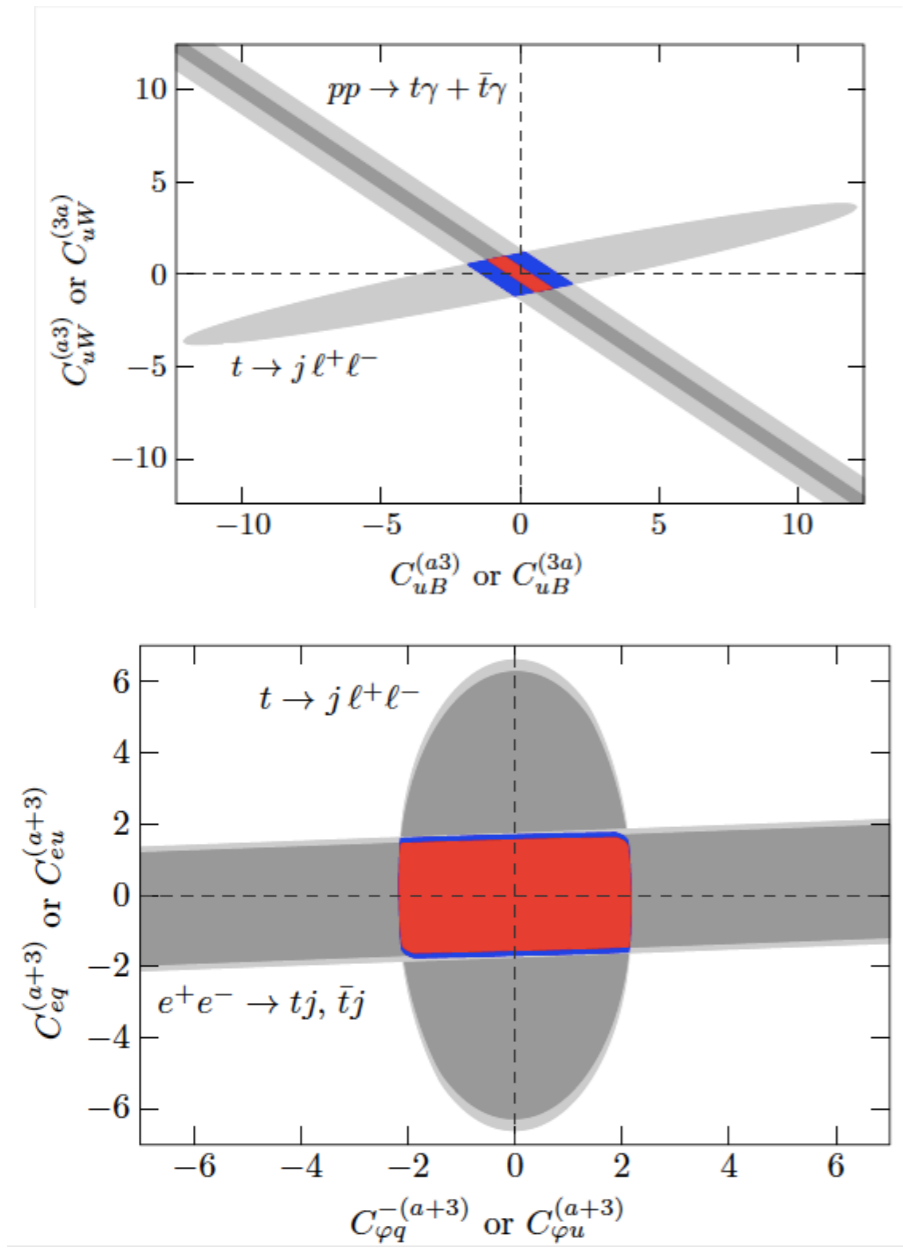 10
5
0
−5
−10
pp → tγ + t̄γ
t → j ℓ⁺ℓ⁻
C_{uW}^{(a3)} or C_{uW}^{(3a)}
−10 −5 0 5 10
C_{uB}^{(a3)} or C_{uB}^{(3a)}
6
4
2
0
−2
−4
−6
t → j ℓ⁺ℓ⁻
e⁺e⁻ → tj, t̄j
C_{eq}^{(a+3)} or C_{eu}^{(a+3)}
−6 −4 −2 0 2 4 6
C_{φq}^{−(a+3)} or C_{φu}^{(a+3)}